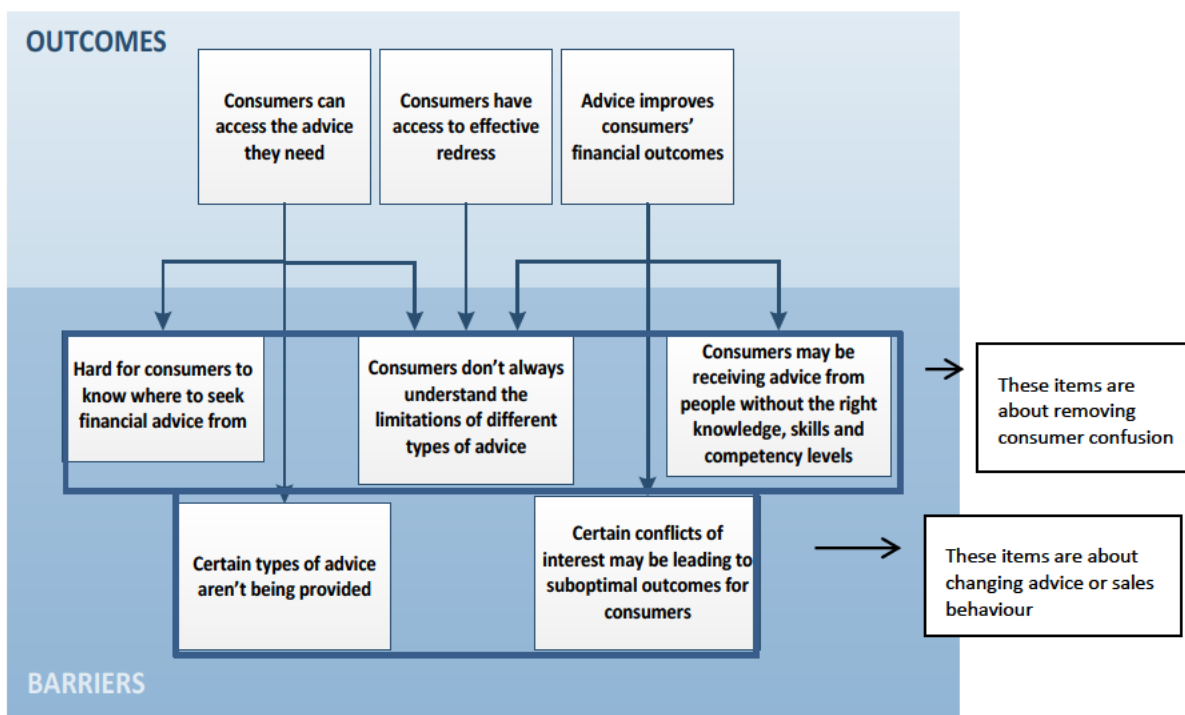 OUTCOMES
Consumers can
access the advice
they need
Consumers have
access to effective
redress
Advice improves
consumers’
financial outcomes
Hard for consumers to
know where to seek
financial advice from
Consumers don’t always
understand the
limitations of different
types of advice
Consumers may be
receiving advice from
people without the right
knowledge, skills and
competency levels
These items are
about removing
consumer confusion
Certain types of advice
aren’t being provided
Certain conflicts of
interest may be leading to
suboptimal outcomes for
consumers
These items are about
changing advice or sales
behaviour
BARRIERS